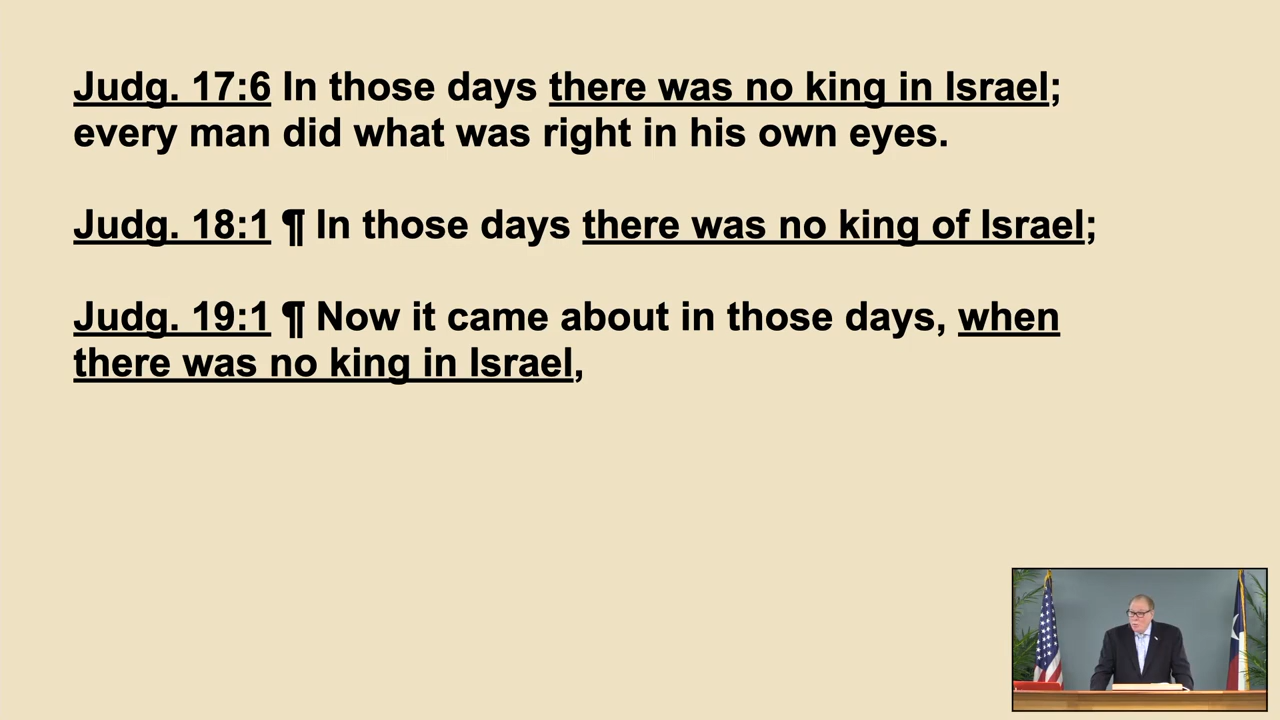 Judg. 17:6 In those days there was no king in Israel;
every man did what was right in his own eyes.
Judg. 18:1 ¶ In those days there was no king of Israel;
Judg. 19:1 ¶ Now it came about in those days, when
there was no king in Israel,